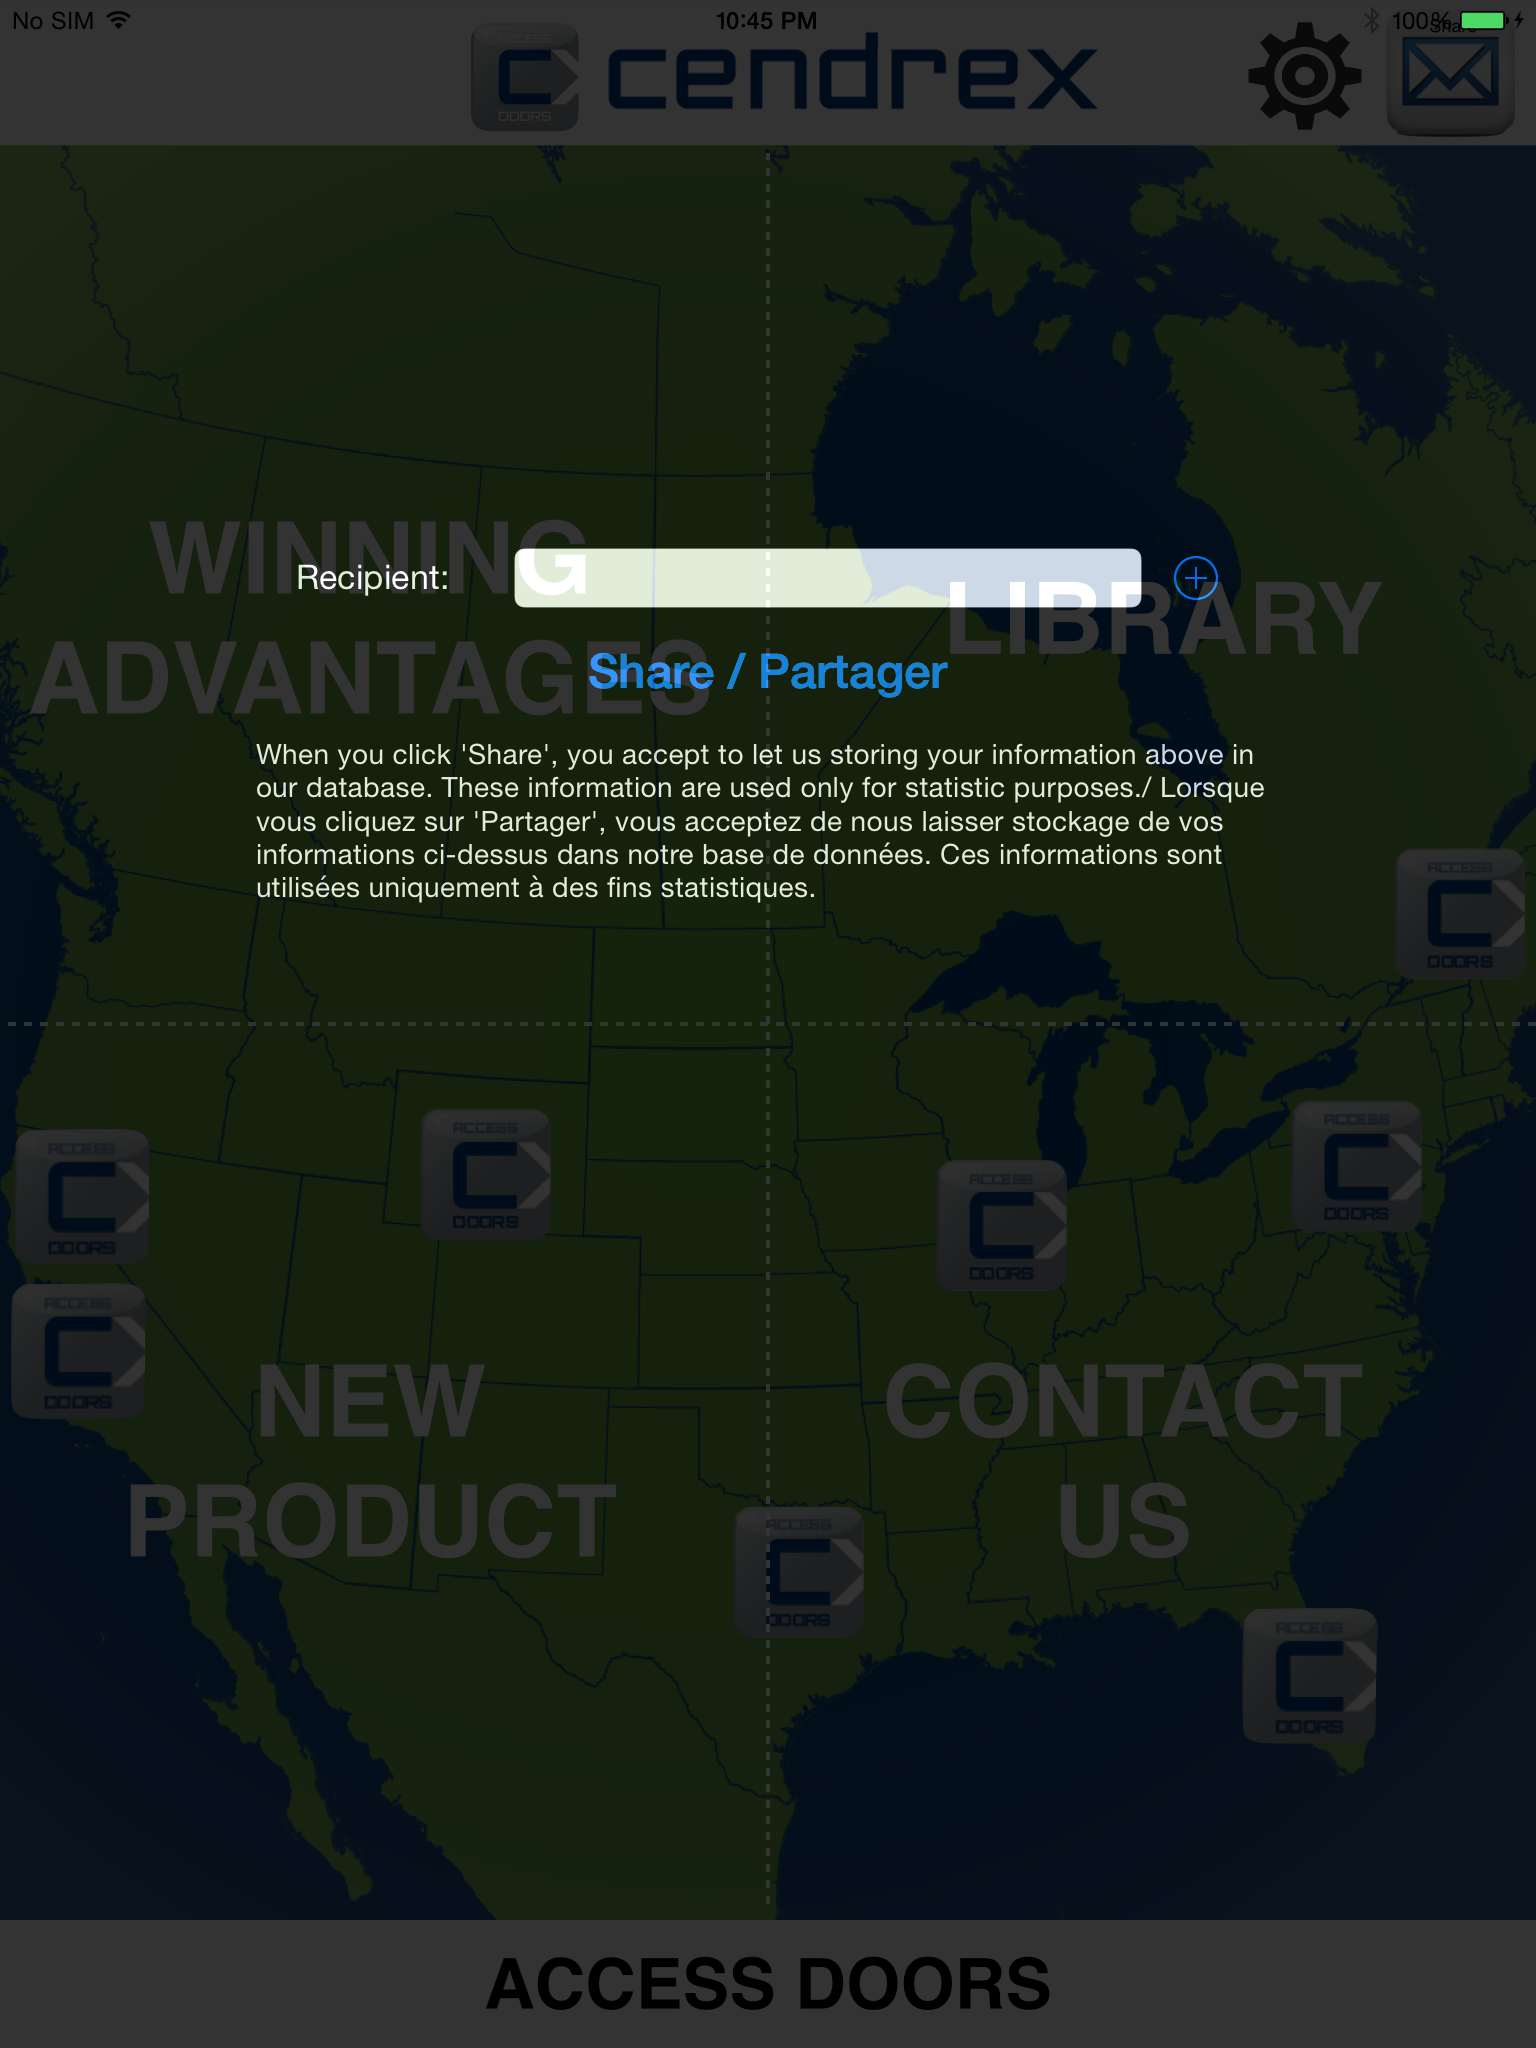 No SIM 10:45 PM 100%
Share
ACCESS
C
DOORS
cendrex
WINNING
ADVANTAGES
LIBRARY
Recipient:
Share / Partager
When you click 'Share', you accept to let us storing your information above in
our database. These information are used only for statistic purposes./ Lorsque
vous cliquez sur 'Partager', vous acceptez de nous laisser stockage de vos
informations ci-dessus dans notre base de données. Ces informations sont
utilisées uniquement à des fins statistiques.
ACCESS
C
DOORS
ACCESS
C
DOORS
ACCESS
C
DOORS
ACCESS
C
DOORS
ACCESS
C
DOORS
ACCESS
C
DOORS
NEW
PRODUCT
CONTACT
US
ACCESS
C
DOORS
ACCESS
C
DOORS
ACCESS DOORS